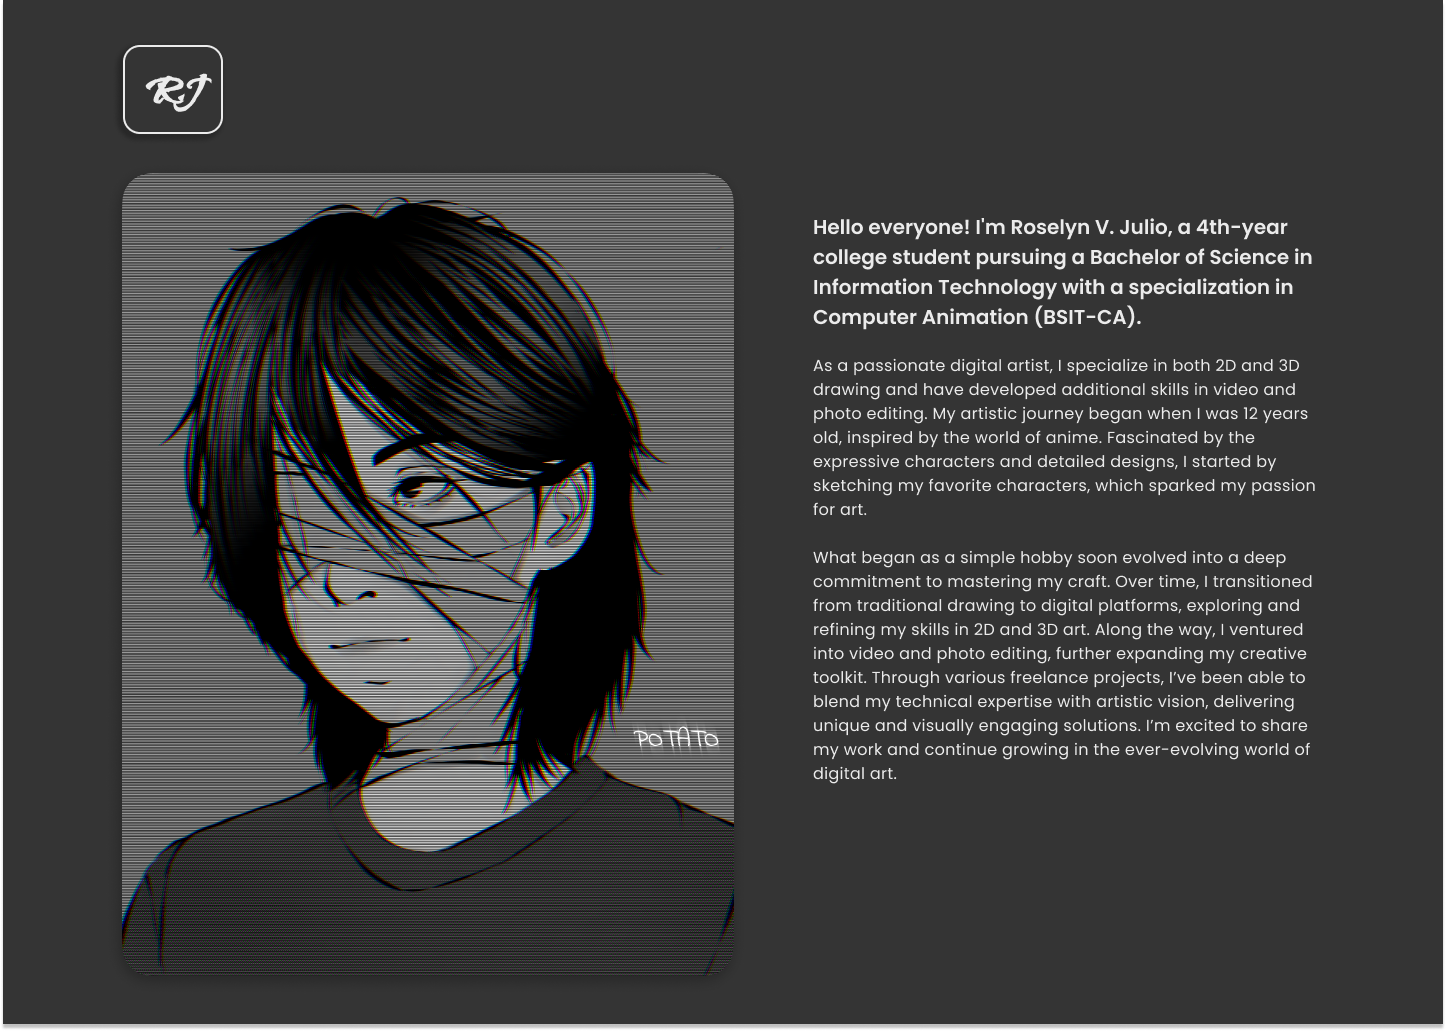 RJ
Hello everyone! I'm Roselyn V. Julio, a 4th-year
college student pursuing a Bachelor of Science in
Information Technology with a specialization in
Computer Animation (BSIT-CA).
As a passionate digital artist, I specialize in both 2D and 3D
drawing and have developed additional skills in video and
photo editing. My artistic journey began when I was 12 years
old, inspired by the world of anime. Fascinated by the
expressive characters and detailed designs, I started by
sketching my favorite characters, which sparked my passion
for art.
What began as a simple hobby soon evolved into a deep
commitment to mastering my craft. Over time, I transitioned
from traditional drawing to digital platforms, exploring and
refining my skills in 2D and 3D art. Along the way, I ventured
into video and photo editing, further expanding my creative
toolkit. Through various freelance projects, I’ve been able to
blend my technical expertise with artistic vision, delivering
unique and visually engaging solutions. I’m excited to share
my work and continue growing in the ever-evolving world of
digital art.
POTATO